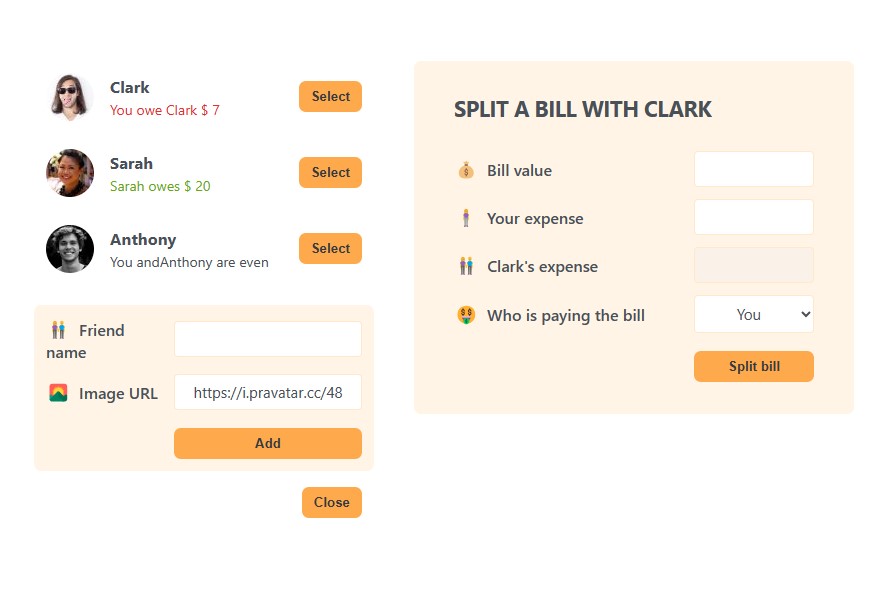 Clark
You owe Clark $ 7
Select
Sarah
Sarah owes $ 20
Select
Anthony
You andAnthony are even
Select
Friend
name
Image URL
https://i.pravatar.cc/48
Add
Close
SPLIT A BILL WITH CLARK
Bill value
Your expense
Clark's expense
Who is paying the bill
You
Split bill